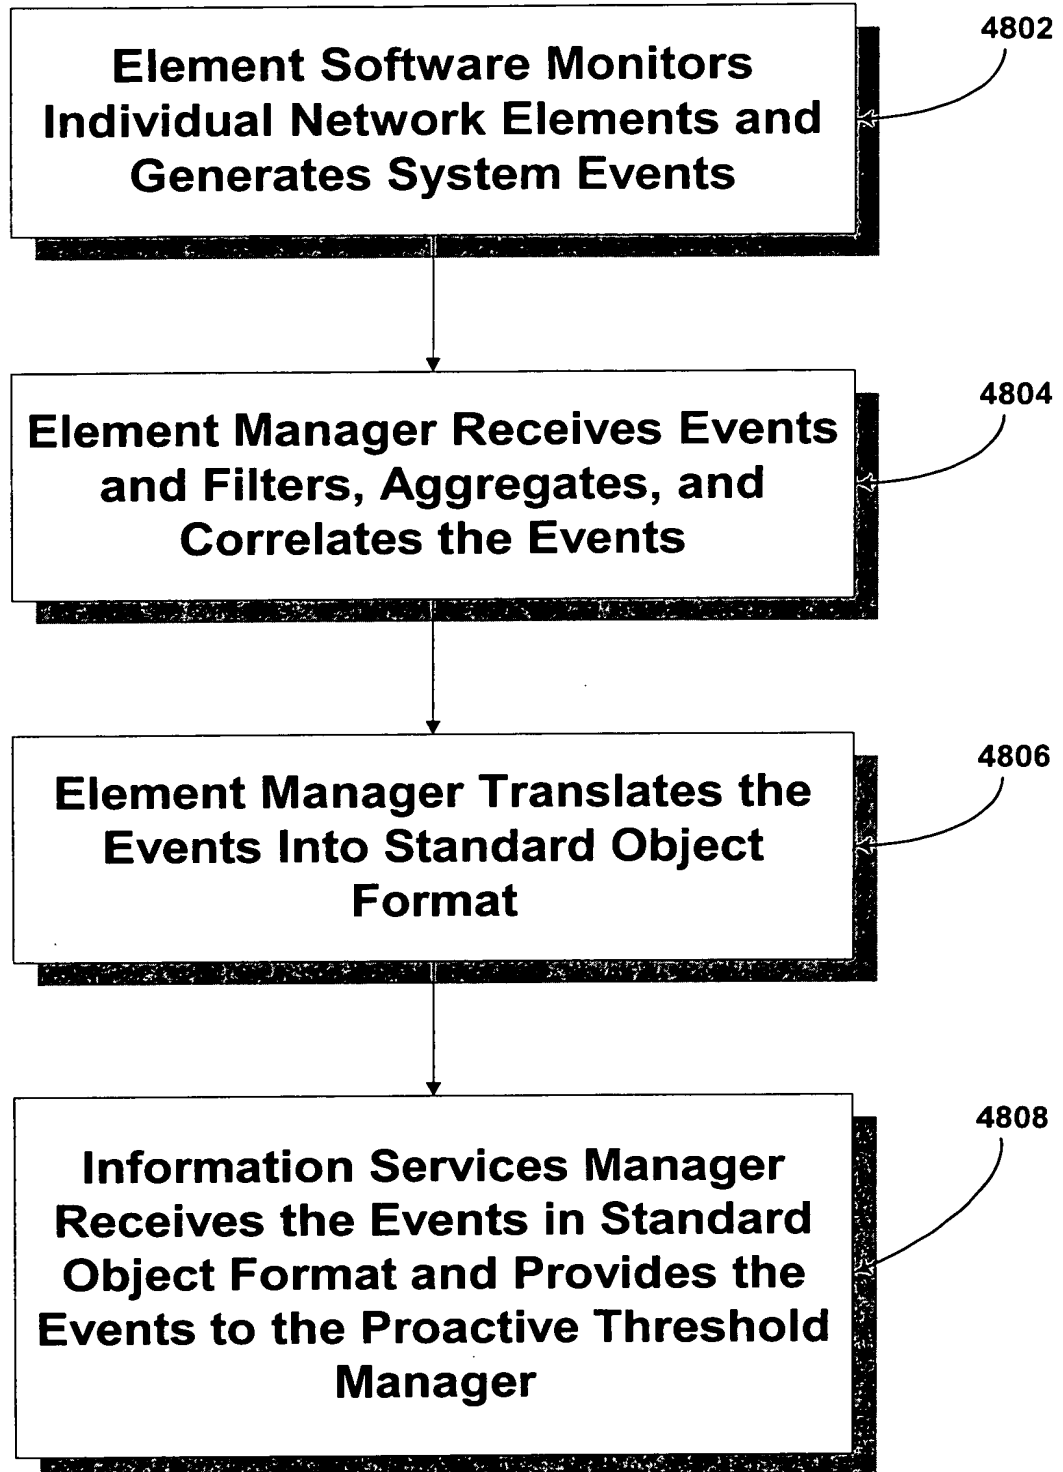 4802
Element Software Monitors
Individual Network Elements and
Generates System Events
4804
Element Manager Receives Events
and Filters, Aggregates, and
Correlates the Events
4806
Element Manager Translates the
Events Into Standard Object
Format
4808
Information Services Manager
Receives the Events in Standard
Object Format and Provides the
Events to the Proactive Threshold
Manager